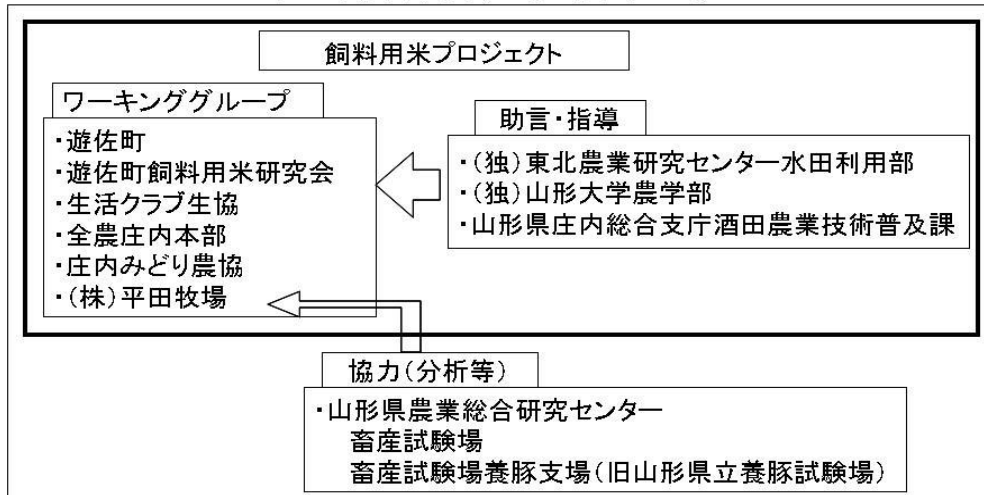 飼料用米プロジェクト
ワーキンググループ
・遊佐町
・遊佐町飼料用米研究会
・生活クラブ生協
・全農庄内本部
・庄内みどり農協
・(株)平田牧場
助言・指導
・(独)東北農業研究センター水田利用部
・(独)山形大学農学部
・山形県庄内総合支庁酒田農業技術普及課
協力(分析等)
・山形県農業総合研究センター
畜産試験場
畜産試験場養豚支場(旧山形県立養豚試験場)